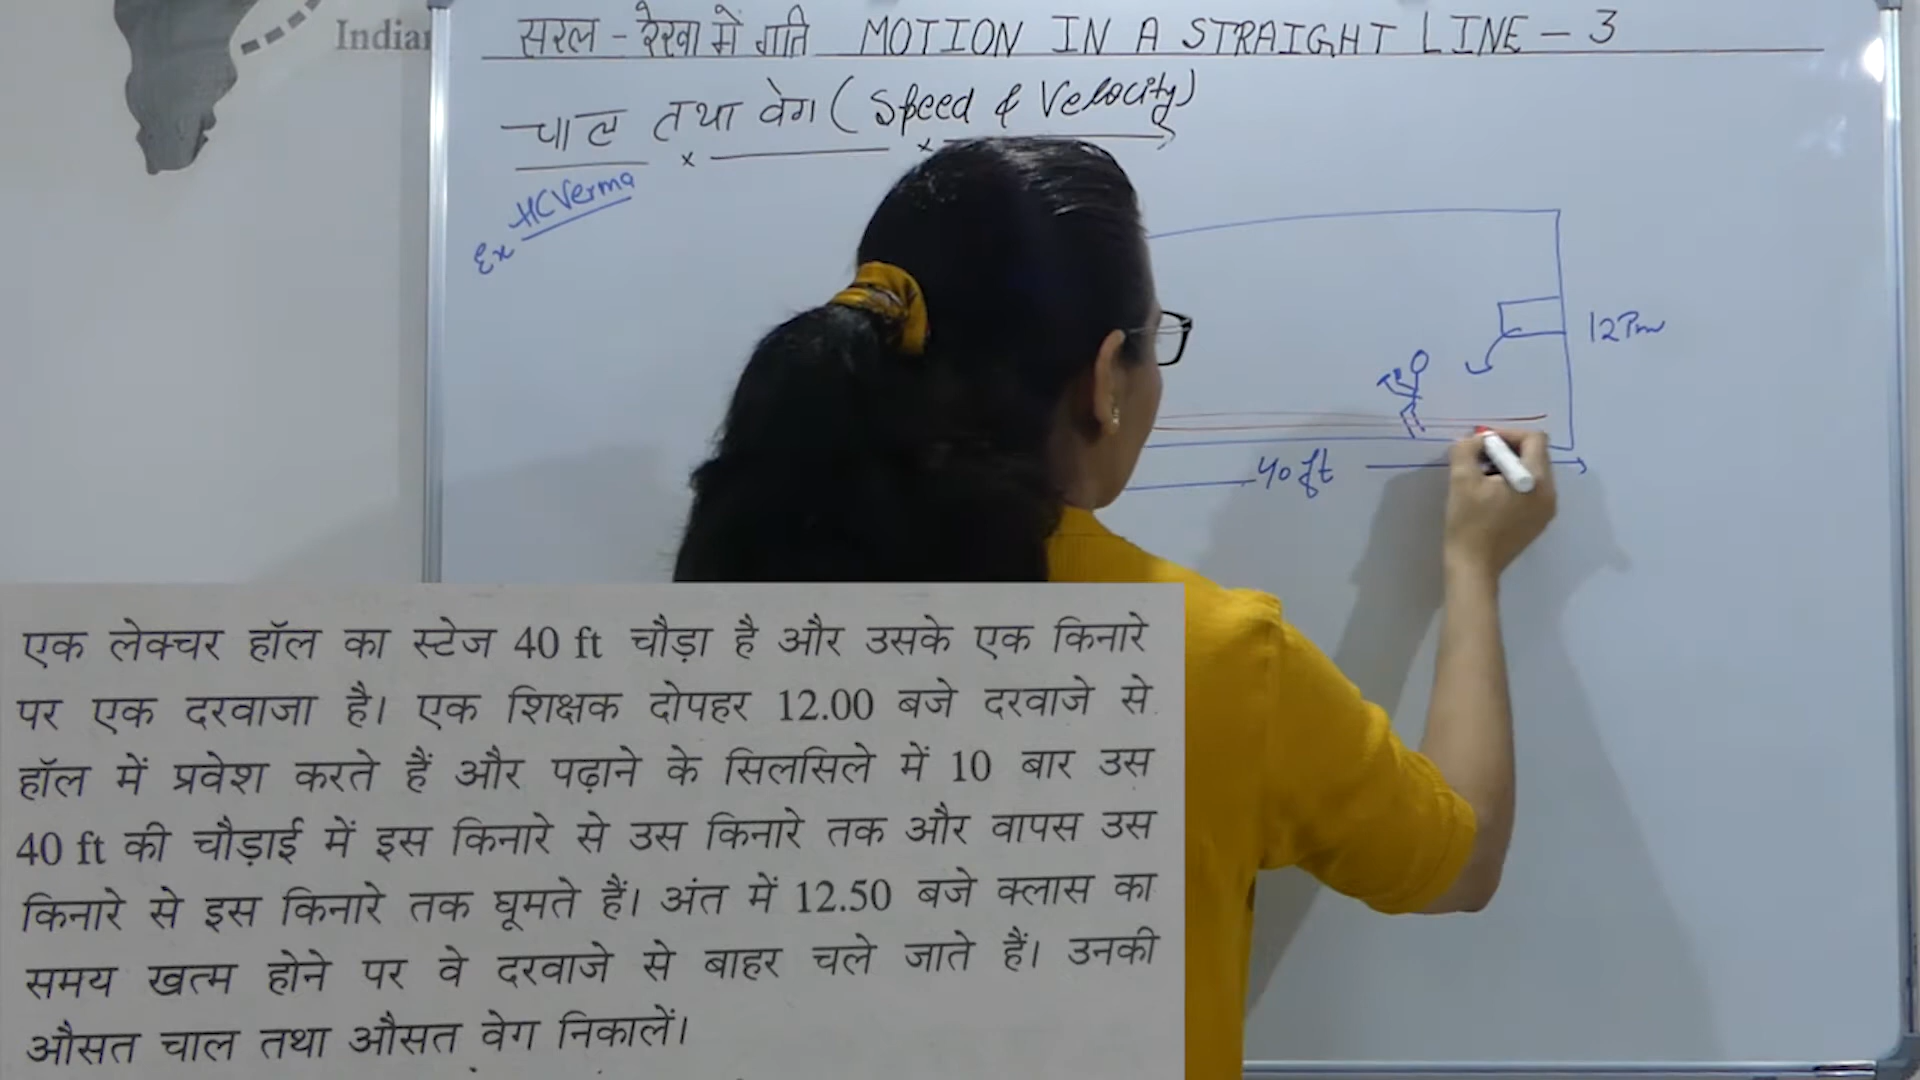 Indian
सरल - रेखा में गति MOTION IN A STRAIGHT LINE - 3
चाल तथा वेग ( Speed & Velocity )
Ex HCVerma
12 Pm
40 ft
एक लेक्चर हॉल का स्टेज 40 ft चौड़ा है और उसके एक किनारे
पर एक दरवाजा है। एक शिक्षक दोपहर 12.00 बजे दरवाजे से
हॉल में प्रवेश करते हैं और पढ़ाने के सिलसिले में 10 बार उस
40 ft की चौड़ाई में इस किनारे से उस किनारे तक और वापस उस
किनारे से इस किनारे तक घूमते हैं। अंत में 12.50 बजे क्लास का
समय खत्म होने पर वे दरवाजे से बाहर चले जाते हैं। उनकी
औसत चाल तथा औसत वेग निकालें।